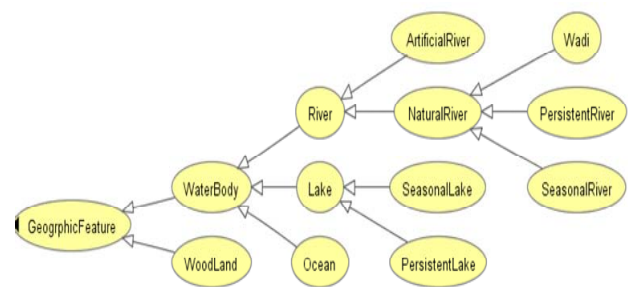 ArtificialRiver
Wadi
River
NaturalRiver
PersistentRiver
WaterBody
Lake
SeasonalLake
SeasonalRiver
GeogrphicFeature
WoodLand
Ocean
PersistentLake